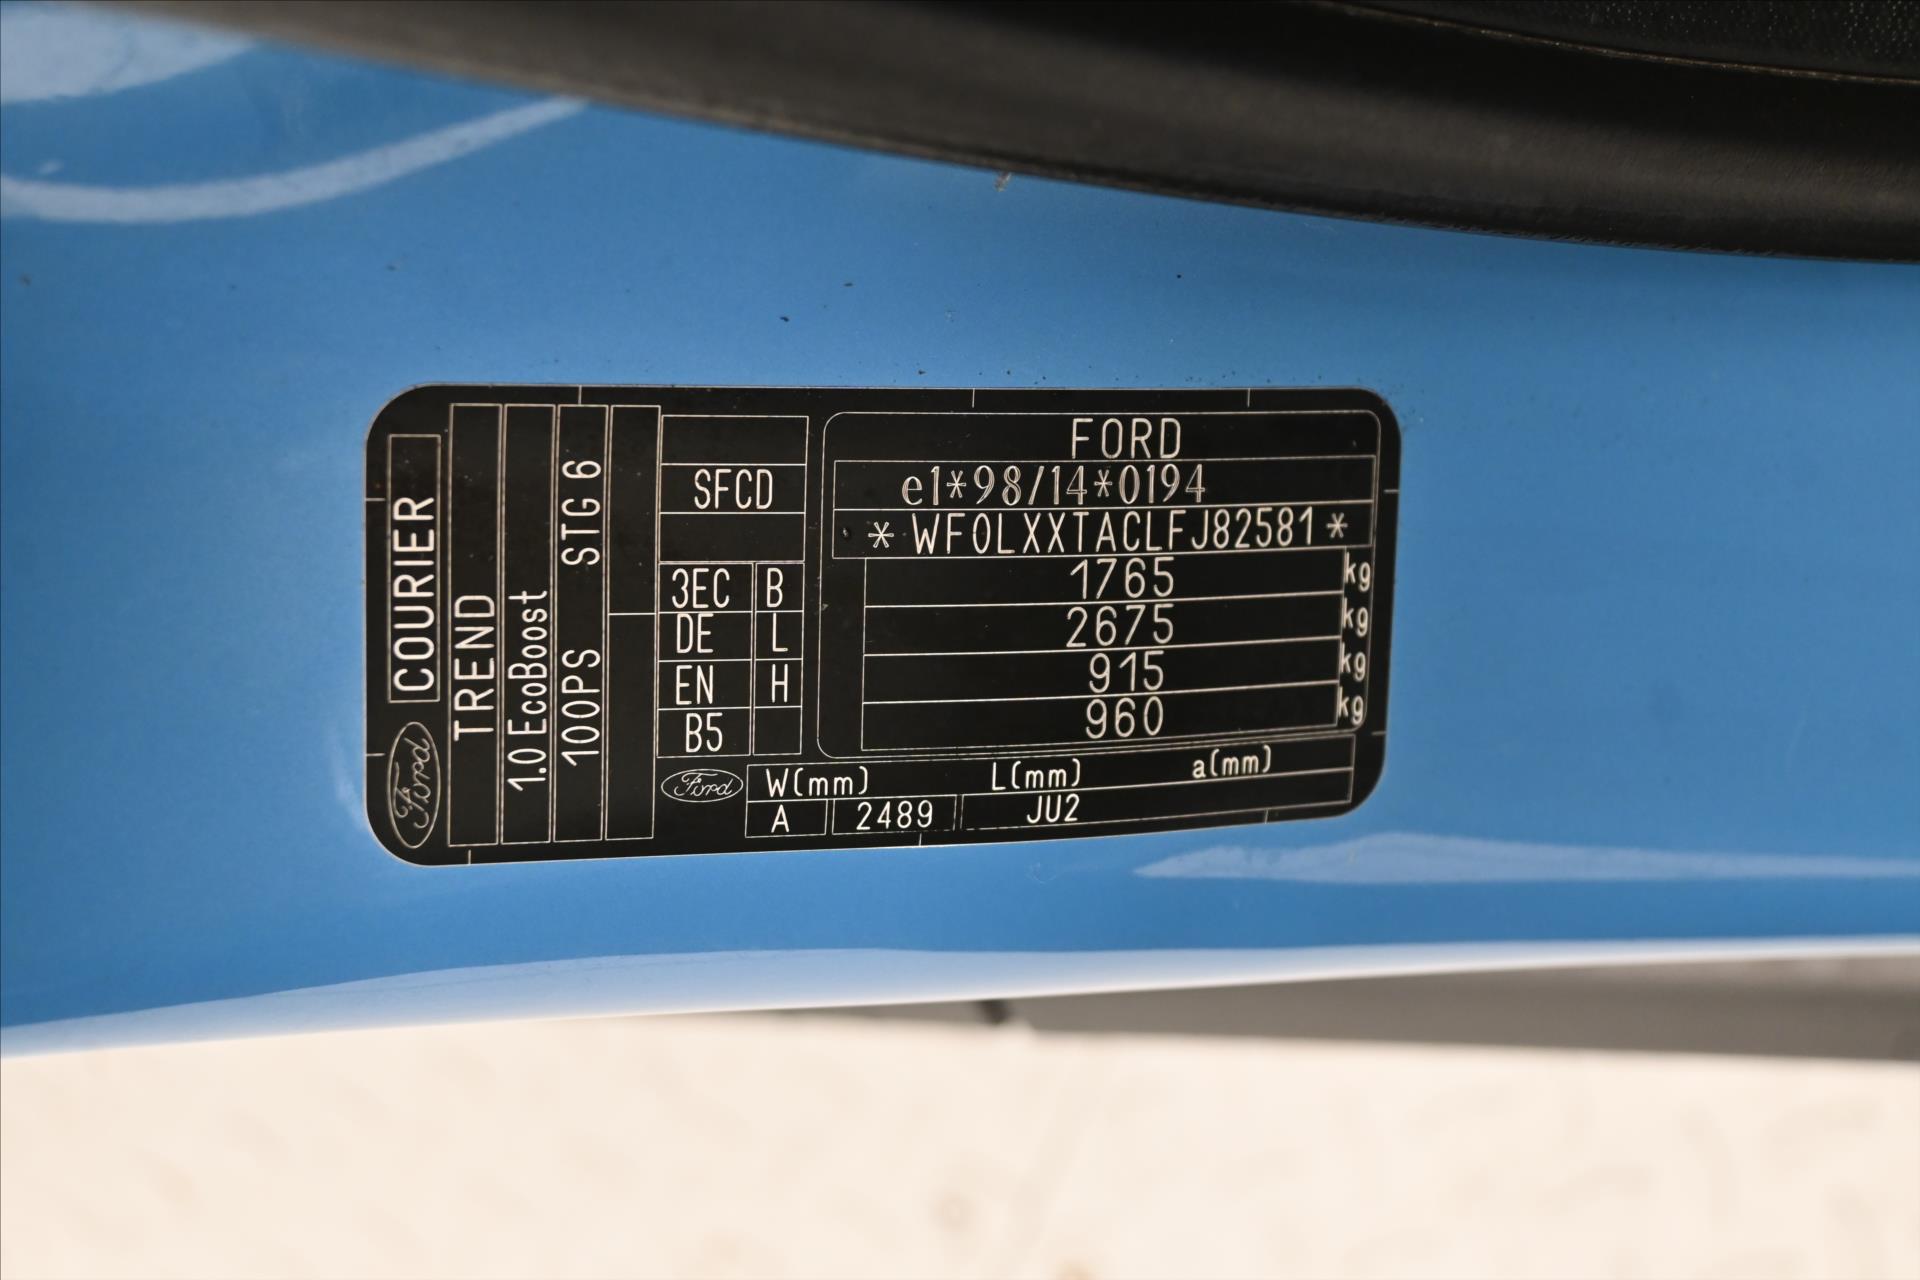 Ford
COURIER
TREND
1.0 EcoBoost
100PS STG 6
SFCD
3EC B
DE L
EN H
B5
FORD
e1*98/14*0194
* WF0LXXTACLFJ82581 *
1765 kg
2675 kg
915 kg
960 kg
Ford
W(mm) L(mm) a(mm)
A 2489 JU2